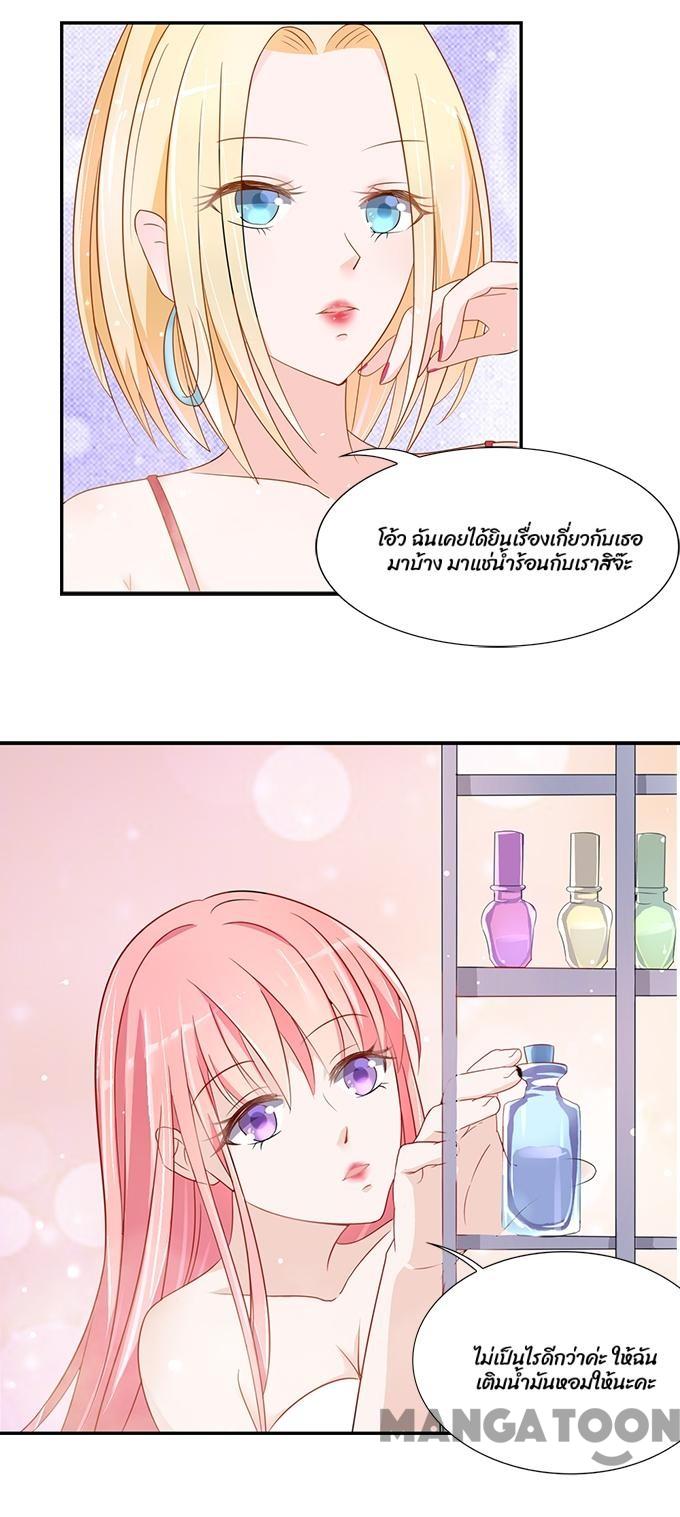 โอ้ว ฉันเคยได้ยินเรื่องเกี่ยวกับเธอ
มาบ้าง มาแช่น้ำร้อนกับเราสิจ๊ะ
ไม่เป็นไรดีกว่าค่ะ ให้ฉัน
เติมน้ำมันหอมให้นะคะ
MANGATOON